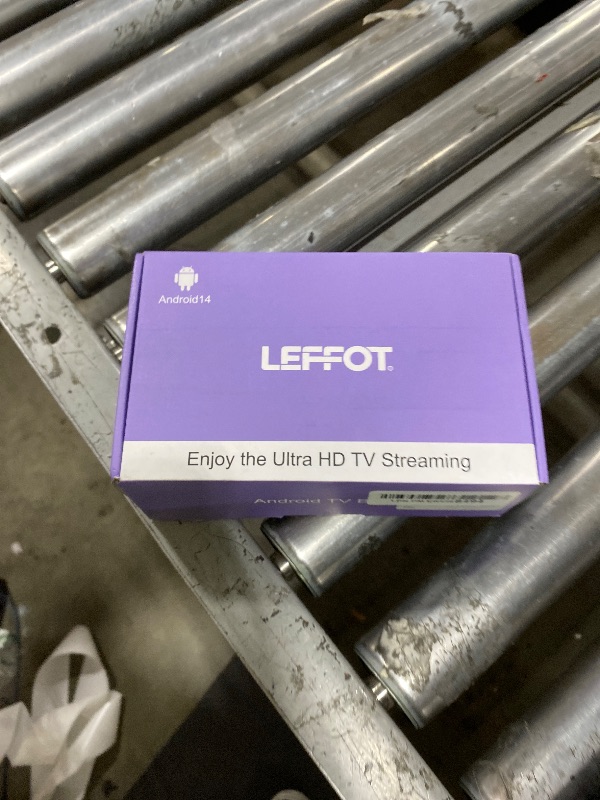 Android14
LEFFOT
Enjoy the Ultra HD TV Streaming
Android TV